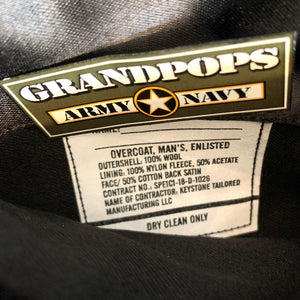 GRANDPOPS
ARMY NAVY
NAME:
OVERCOAT, MAN'S, ENLISTED
OUTERSHELL: 100% WOOL
LINING: 100% NYLON FLEECE, 50% ACETATE
FACE/ 50% COTTON BACK SATIN
CONTRACT NO.: SPE1C1-18-D-1026
NAME OF CONTRACTOR, KEYSTONE TAILORED
MANUFACTURING LLC
DRY CLEAN ONLY